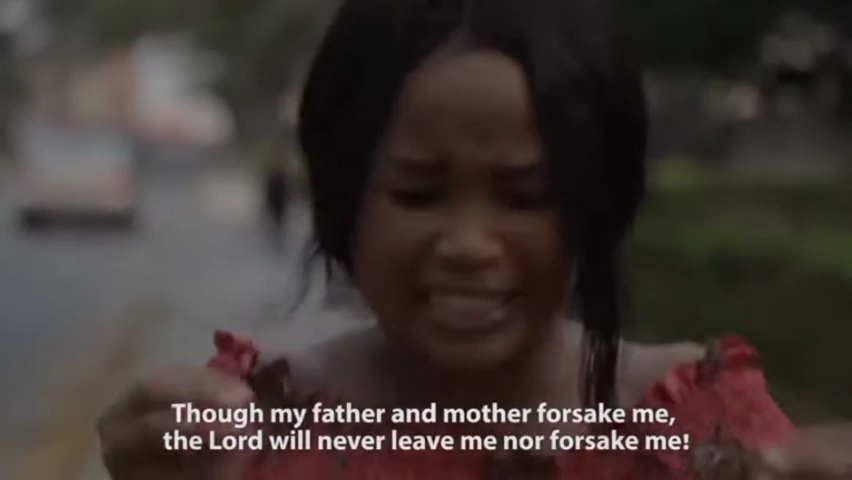 Though my father and mother forsake me,
the Lord will never leave me nor forsake me!